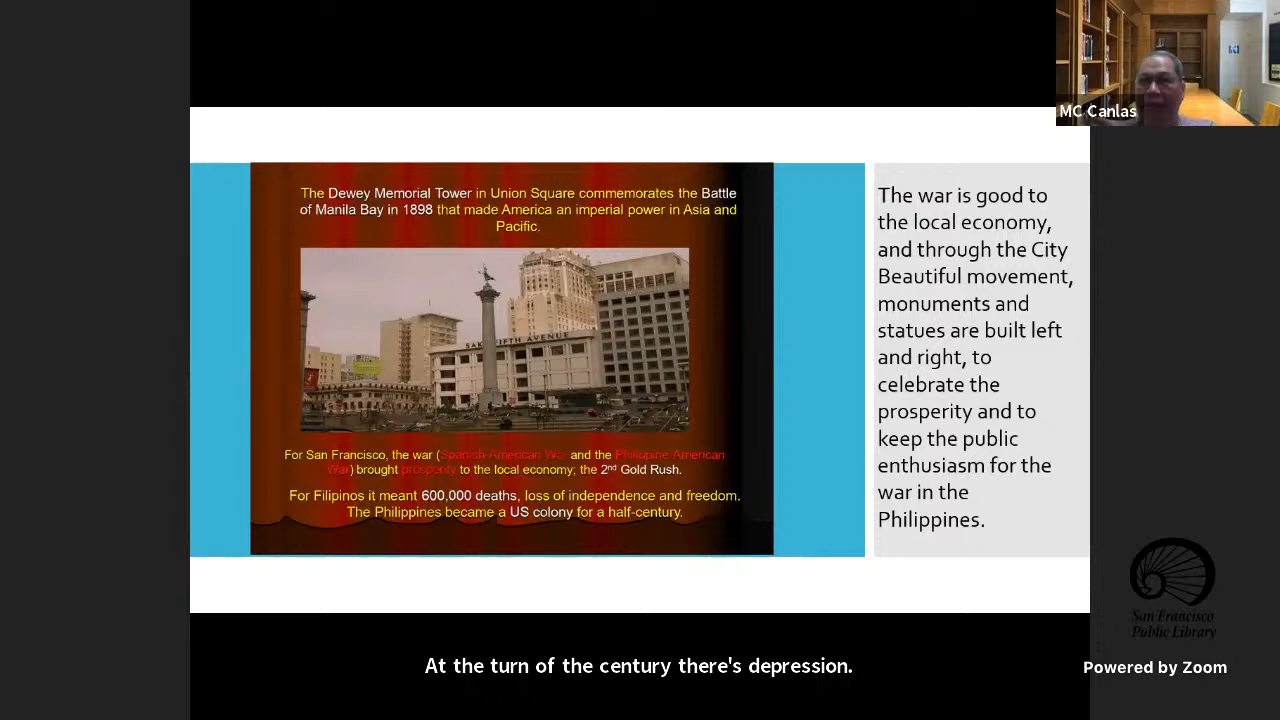 MC Canlas
The Dewey Memorial Tower in Union Square commemorates the Battle
of Manila Bay in 1898 that made America an imperial power in Asia and
Pacific.
SAKS FIFTH AVENUE
For San Francisco, the war (Spanish-American War and the Philippine American
War) brought prosperity to the local economy; the 2nd Gold Rush.
For Filipinos it meant 600,000 deaths, loss of independence and freedom.
The Philippines became a US colony for a half-century.
The war is good to
the local economy,
and through the City
Beautiful movement,
monuments and
statues are built left
and right, to
celebrate the
prosperity and to
keep the public
enthusiasm for the
war in the
Philippines.
San Francisco
Public Library
At the turn of the century there's depression.
Powered by Zoom